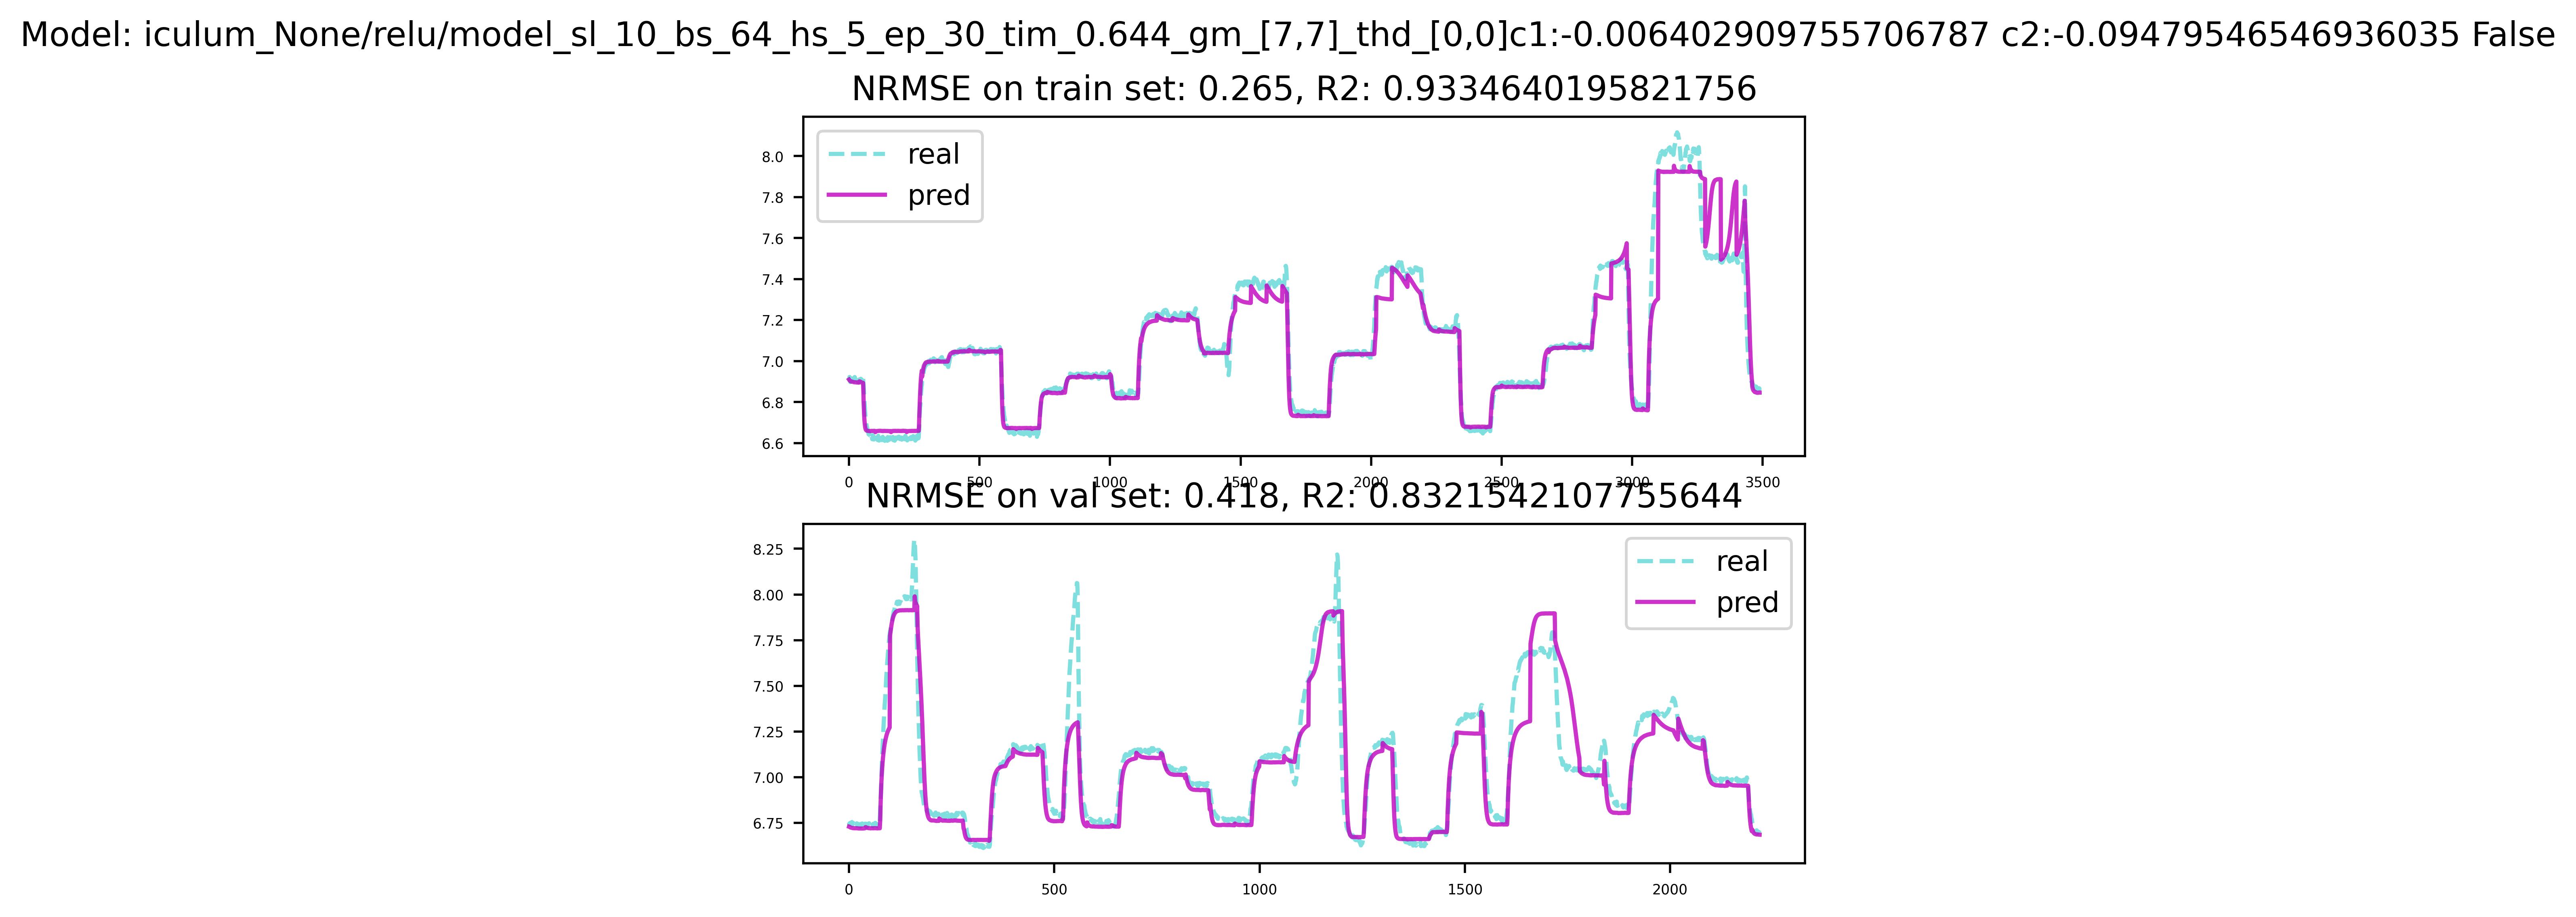 Model: iculum_None/relu/model_sl_10_bs_64_hs_5_ep_30_tim_0.644_gm_[7,7]_thd_[0,0]c1:-0.006402909755706787 c2:-0.09479546546936035 False
NRMSE on train set: 0.265, R2: 0.9334640195821756
real
pred
8.0
7.8
7.6
7.4
7.2
7.0
6.8
6.6
0 500 1000 1500 2000 2500 3000 3500
NRMSE on val set: 0.418, R2: 0.8321542107755644
real
pred
8.25
8.00
7.75
7.50
7.25
7.00
6.75
0 500 1000 1500 2000